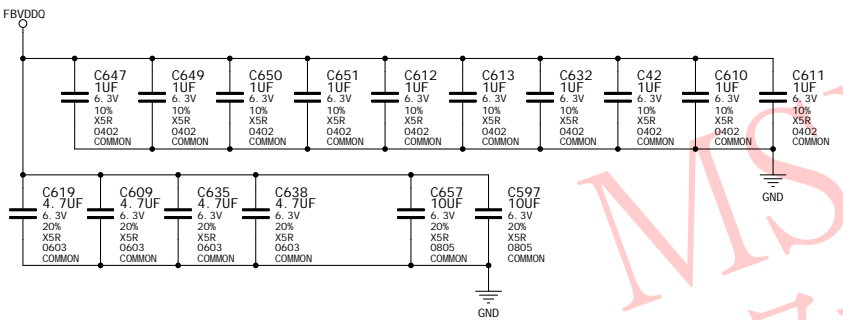 FBVDDQ
C647
1UF
6.3V
10%
X5R
0402
COMMON
C649
1UF
6.3V
10%
X5R
0402
COMMON
C650
1UF
6.3V
10%
X5R
0402
COMMON
C651
1UF
6.3V
10%
X5R
0402
COMMON
C612
1UF
6.3V
10%
X5R
0402
COMMON
C613
1UF
6.3V
10%
X5R
0402
COMMON
C632
1UF
6.3V
10%
X5R
0402
COMMON
C42
1UF
6.3V
10%
X5R
0402
COMMON
C610
1UF
6.3V
10%
X5R
0402
COMMON
C611
1UF
6.3V
10%
X5R
0402
COMMON
GND
C619
4.7UF
6.3V
20%
X5R
0603
COMMON
C609
4.7UF
6.3V
20%
X5R
0603
COMMON
C635
4.7UF
6.3V
20%
X5R
0603
COMMON
C638
4.7UF
6.3V
20%
X5R
0603
COMMON
C657
10UF
6.3V
20%
X5R
0805
COMMON
C597
10UF
6.3V
20%
X5R
0805
COMMON
GND
MS